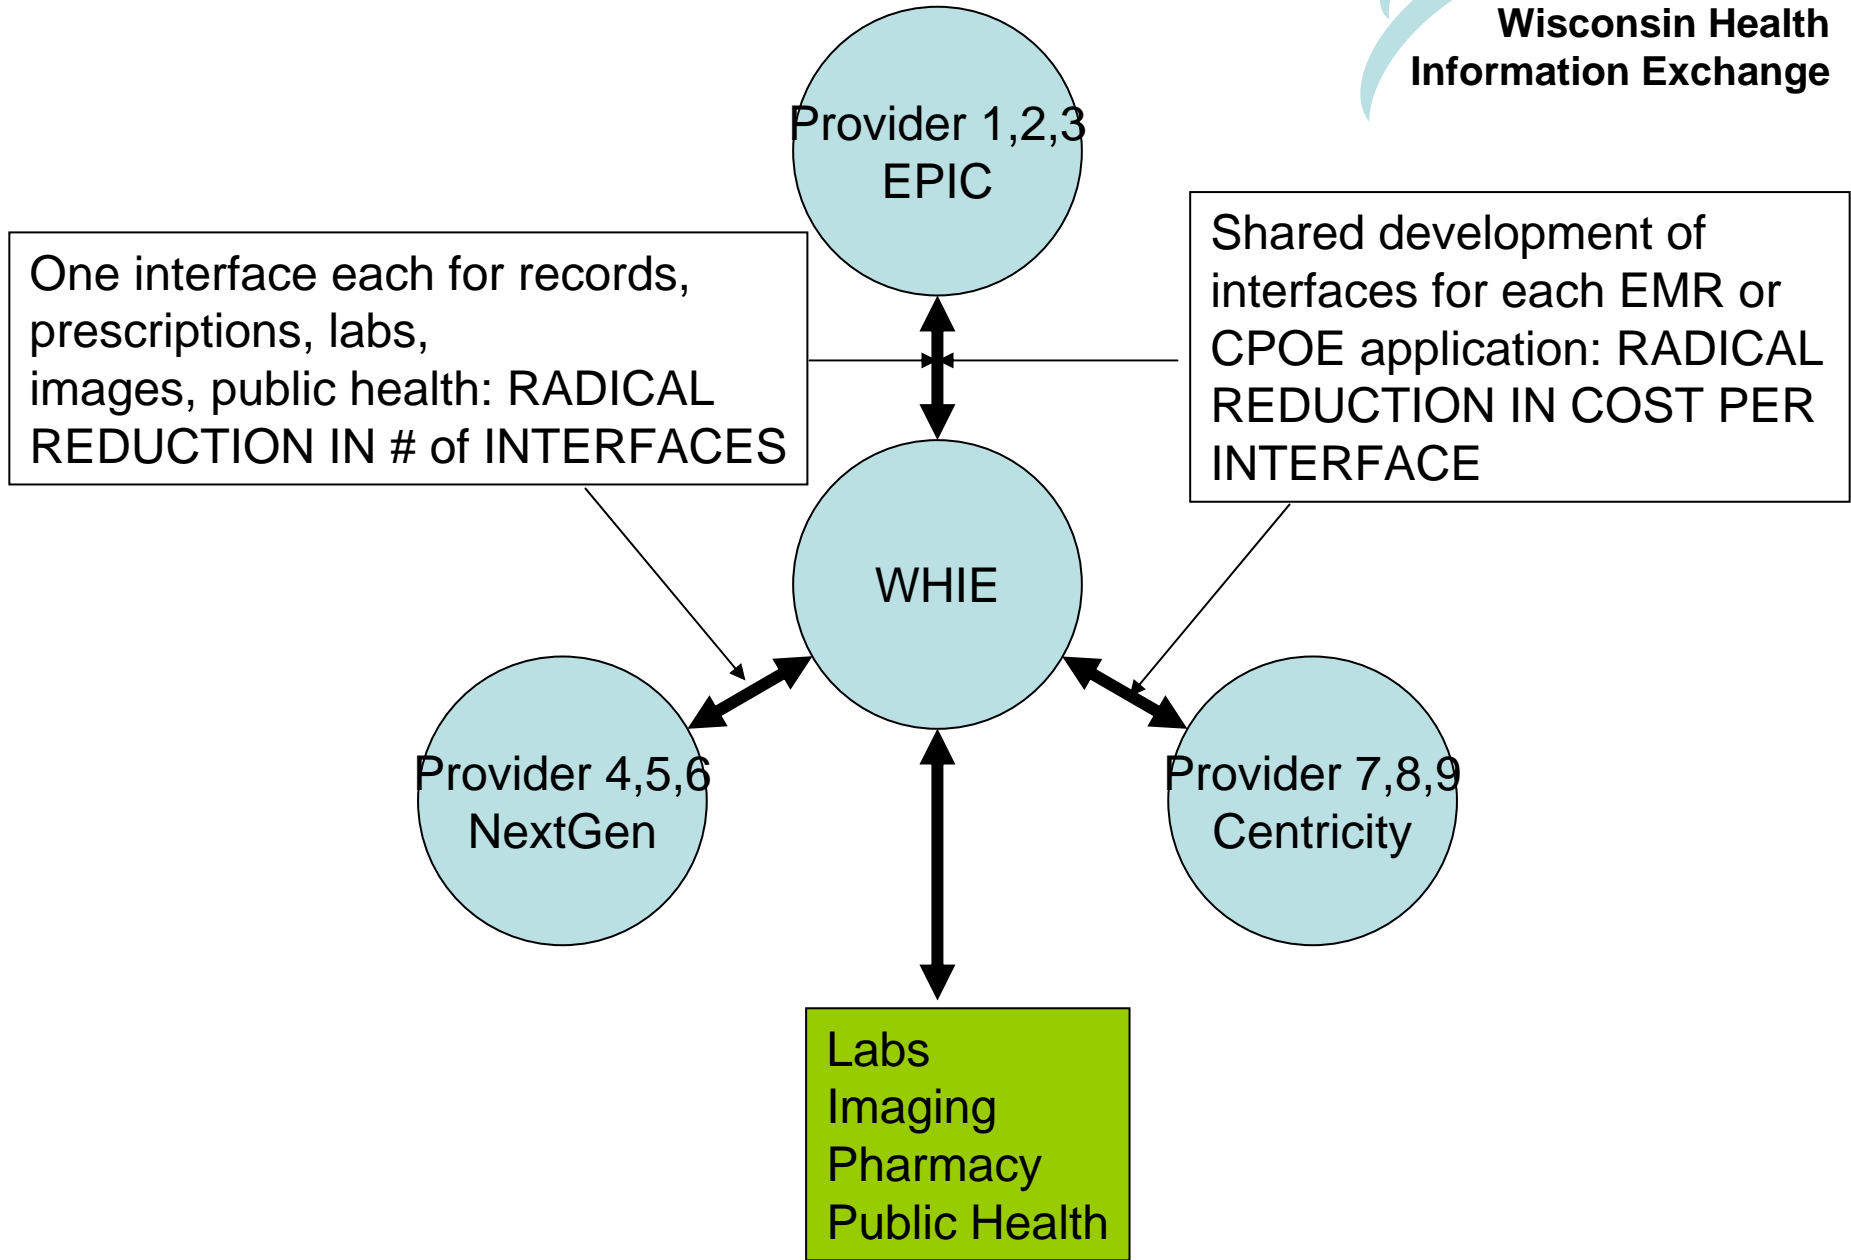 Wisconsin Health
Information Exchange
Provider 1,2,3
EPIC
One interface each for records,
prescriptions, labs,
images, public health: RADICAL
REDUCTION IN # of INTERFACES
Shared development of
interfaces for each EMR or
CPOE application: RADICAL
REDUCTION IN COST PER
INTERFACE
WHIE
Provider 4,5,6
NextGen
Provider 7,8,9
Centricity
Labs
Imaging
Pharmacy
Public Health